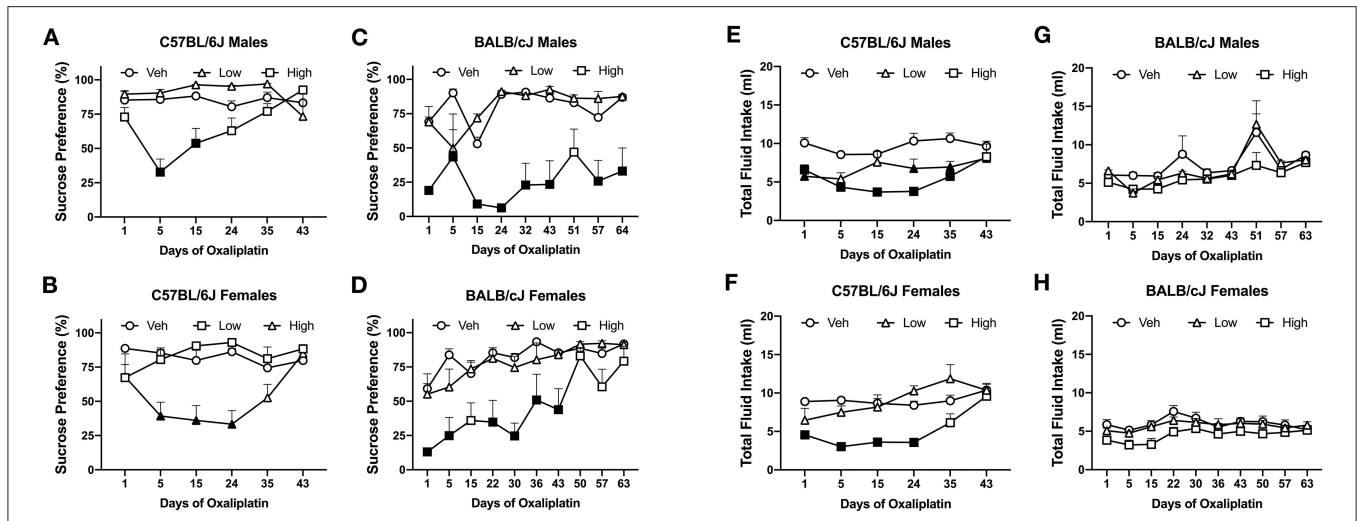 A
C57BL/6J Males
Veh Low High
Sucrose Preference (%)
100
75
50
25
0
1 5 15 24 35 43
Days of Oxaliplatin
C
BALB/cJ Males
Veh Low High
Sucrose Preference (%)
100
75
50
25
0
1 5 15 24 32 43 51 57 64
Days of Oxaliplatin
E
C57BL/6J Males
Veh Low High
Total Fluid Intake (ml)
20
15
10
5
0
1 5 15 24 35 43
Days of Oxaliplatin
G
BALB/cJ Males
Veh Low High
Total Fluid Intake (ml)
20
15
10
5
0
1 5 15 24 32 43 51 57 63
Days of Oxaliplatin
B
C57BL/6J Females
Veh Low High
Sucrose Preference (%)
100
75
50
25
0
1 5 15 24 35 43
Days of Oxaliplatin
D
BALB/cJ Females
Veh Low High
Sucrose Preference (%)
100
75
50
25
0
1 5 15 22 30 36 43 50 57 63
Days of Oxaliplatin
F
C57BL/6J Females
Veh Low High
Total Fluid Intake (ml)
20
15
10
5
0
1 5 15 24 35 43
Days of Oxaliplatin
H
BALB/cJ Females
Veh Low High
Total Fluid Intake (ml)
20
15
10
5
0
1 5 15 22 30 36 43 50 57 63
Days of Oxaliplatin